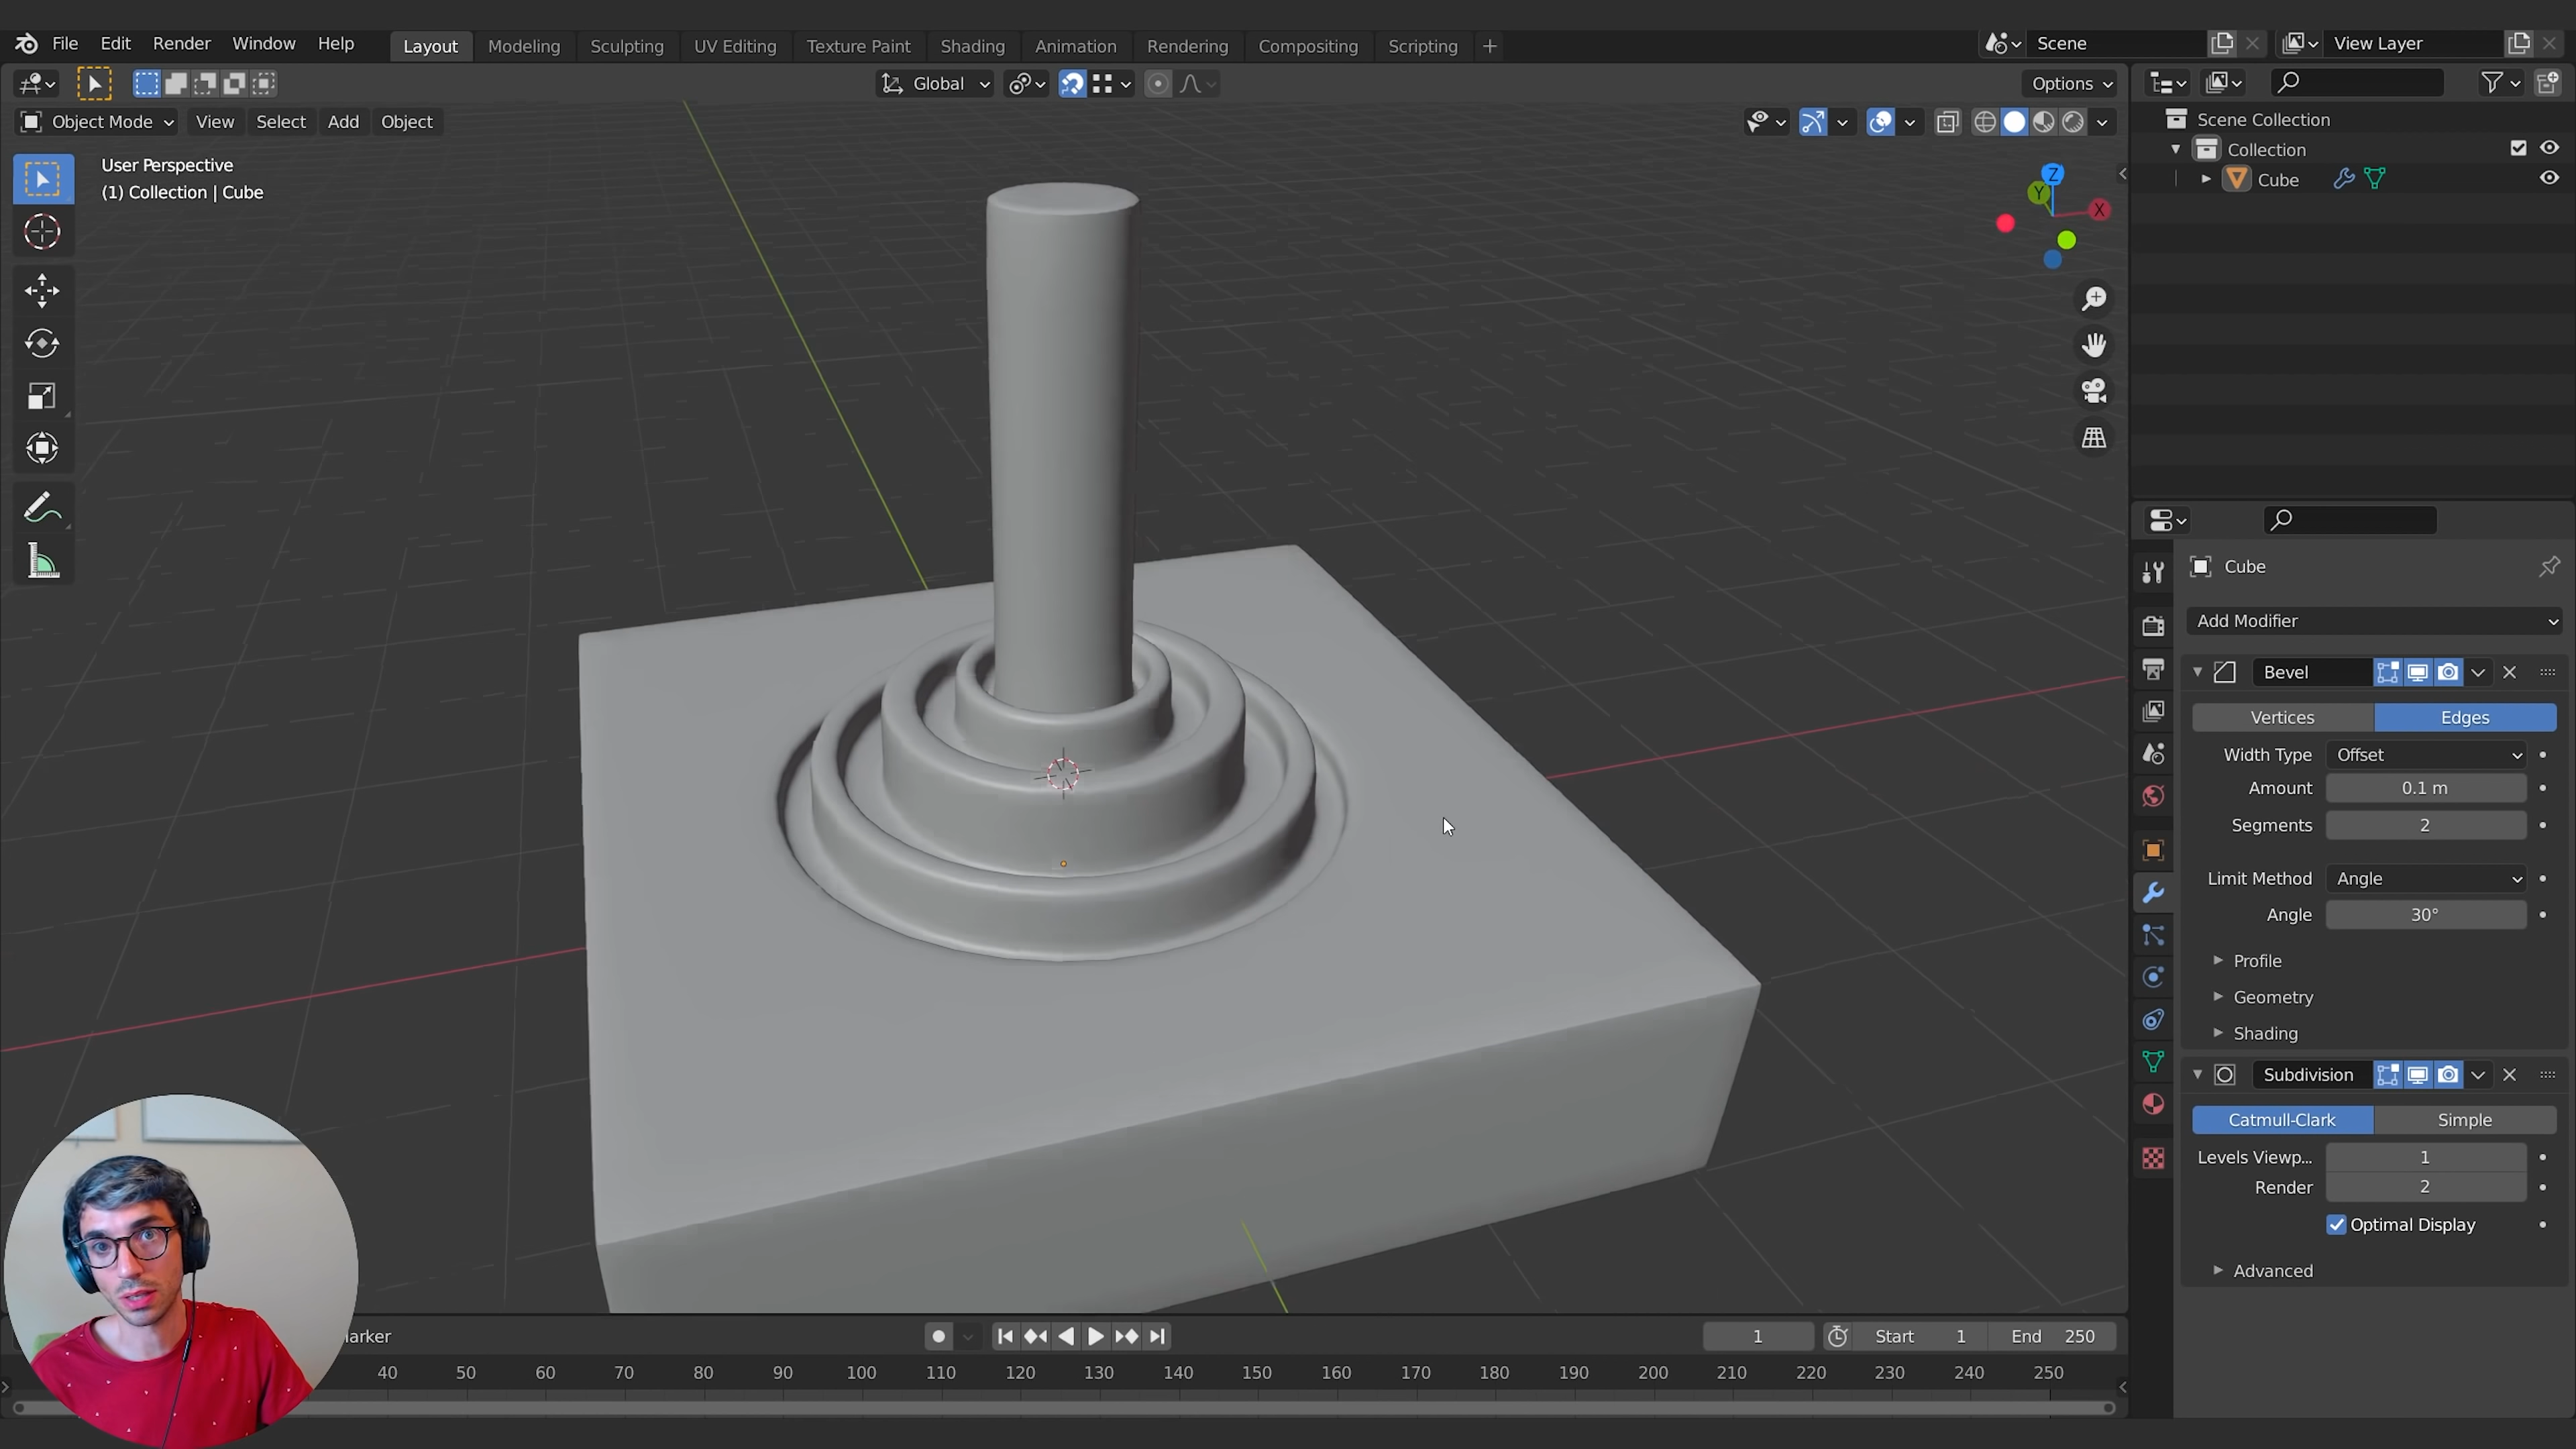 File Edit Render Window Help Layout Modeling Sculpting UV Editing Texture Paint Shading Animation Rendering Compositing Scripting + Scene View Layer
Global Options
Object Mode View Select Add Object
User Perspective
(1) Collection | Cube
Z
Y
X
Scene Collection
Collection
Cube
Cube
Add Modifier
Bevel
Vertices Edges
Width Type Offset
Amount 0.1 m
Segments 2
Limit Method Angle
Angle 30°
Profile
Geometry
Shading
Subdivision
Catmull-Clark Simple
Levels Viewp... 1
Render 2
Optimal Display
Advanced
arker 1 Start 1 End 250
40 50 60 70 80 90 100 110 120 130 140 150 160 170 180 190 200 210 220 230 240 250